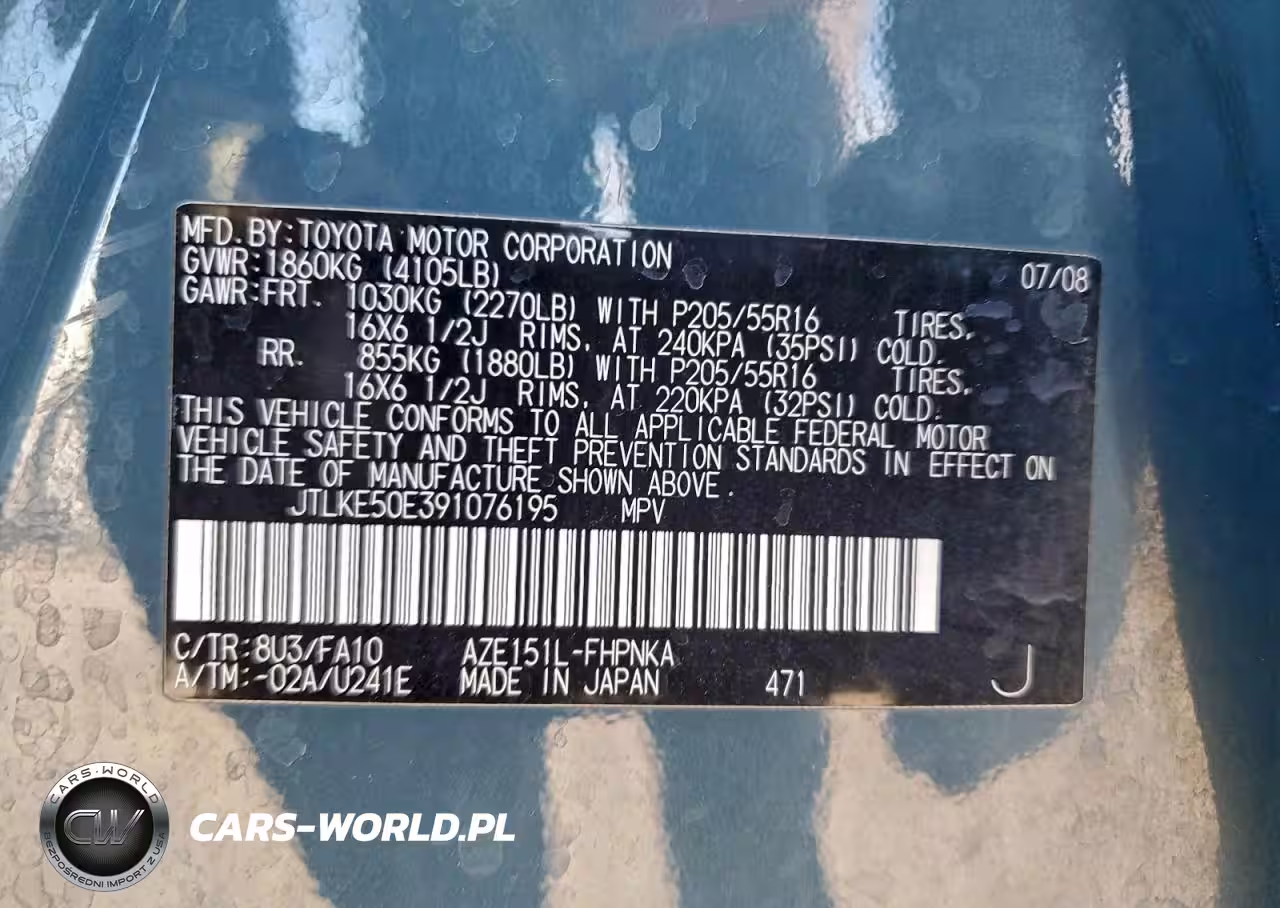 MFD.BY:TOYOTA MOTOR CORPORATION 07/08
GVWR:1860KG (4105LB)
GAWR:FRT. 1030KG (2270LB) WITH P205/55R16 TIRES,
16X6 1/2J RIMS, AT 240KPA (35PSI) COLD.
RR. 855KG (1880LB) WITH P205/55R16 TIRES,
16X6 1/2J RIMS, AT 220KPA (32PSI) COLD.
THIS VEHICLE CONFORMS TO ALL APPLICABLE FEDERAL MOTOR
VEHICLE SAFETY AND THEFT PREVENTION STANDARDS IN EFFECT ON
THE DATE OF MANUFACTURE SHOWN ABOVE.
JTLKE50E391076195 MPV
C/TR:8U3/FA10 AZE151L-FHPNKA
A/TM:-02A/U241E MADE IN JAPAN 471 J
CARS-WORLD
CW
BEZPOŚREDNI IMPORT Z USA
CARS-WORLD.PL